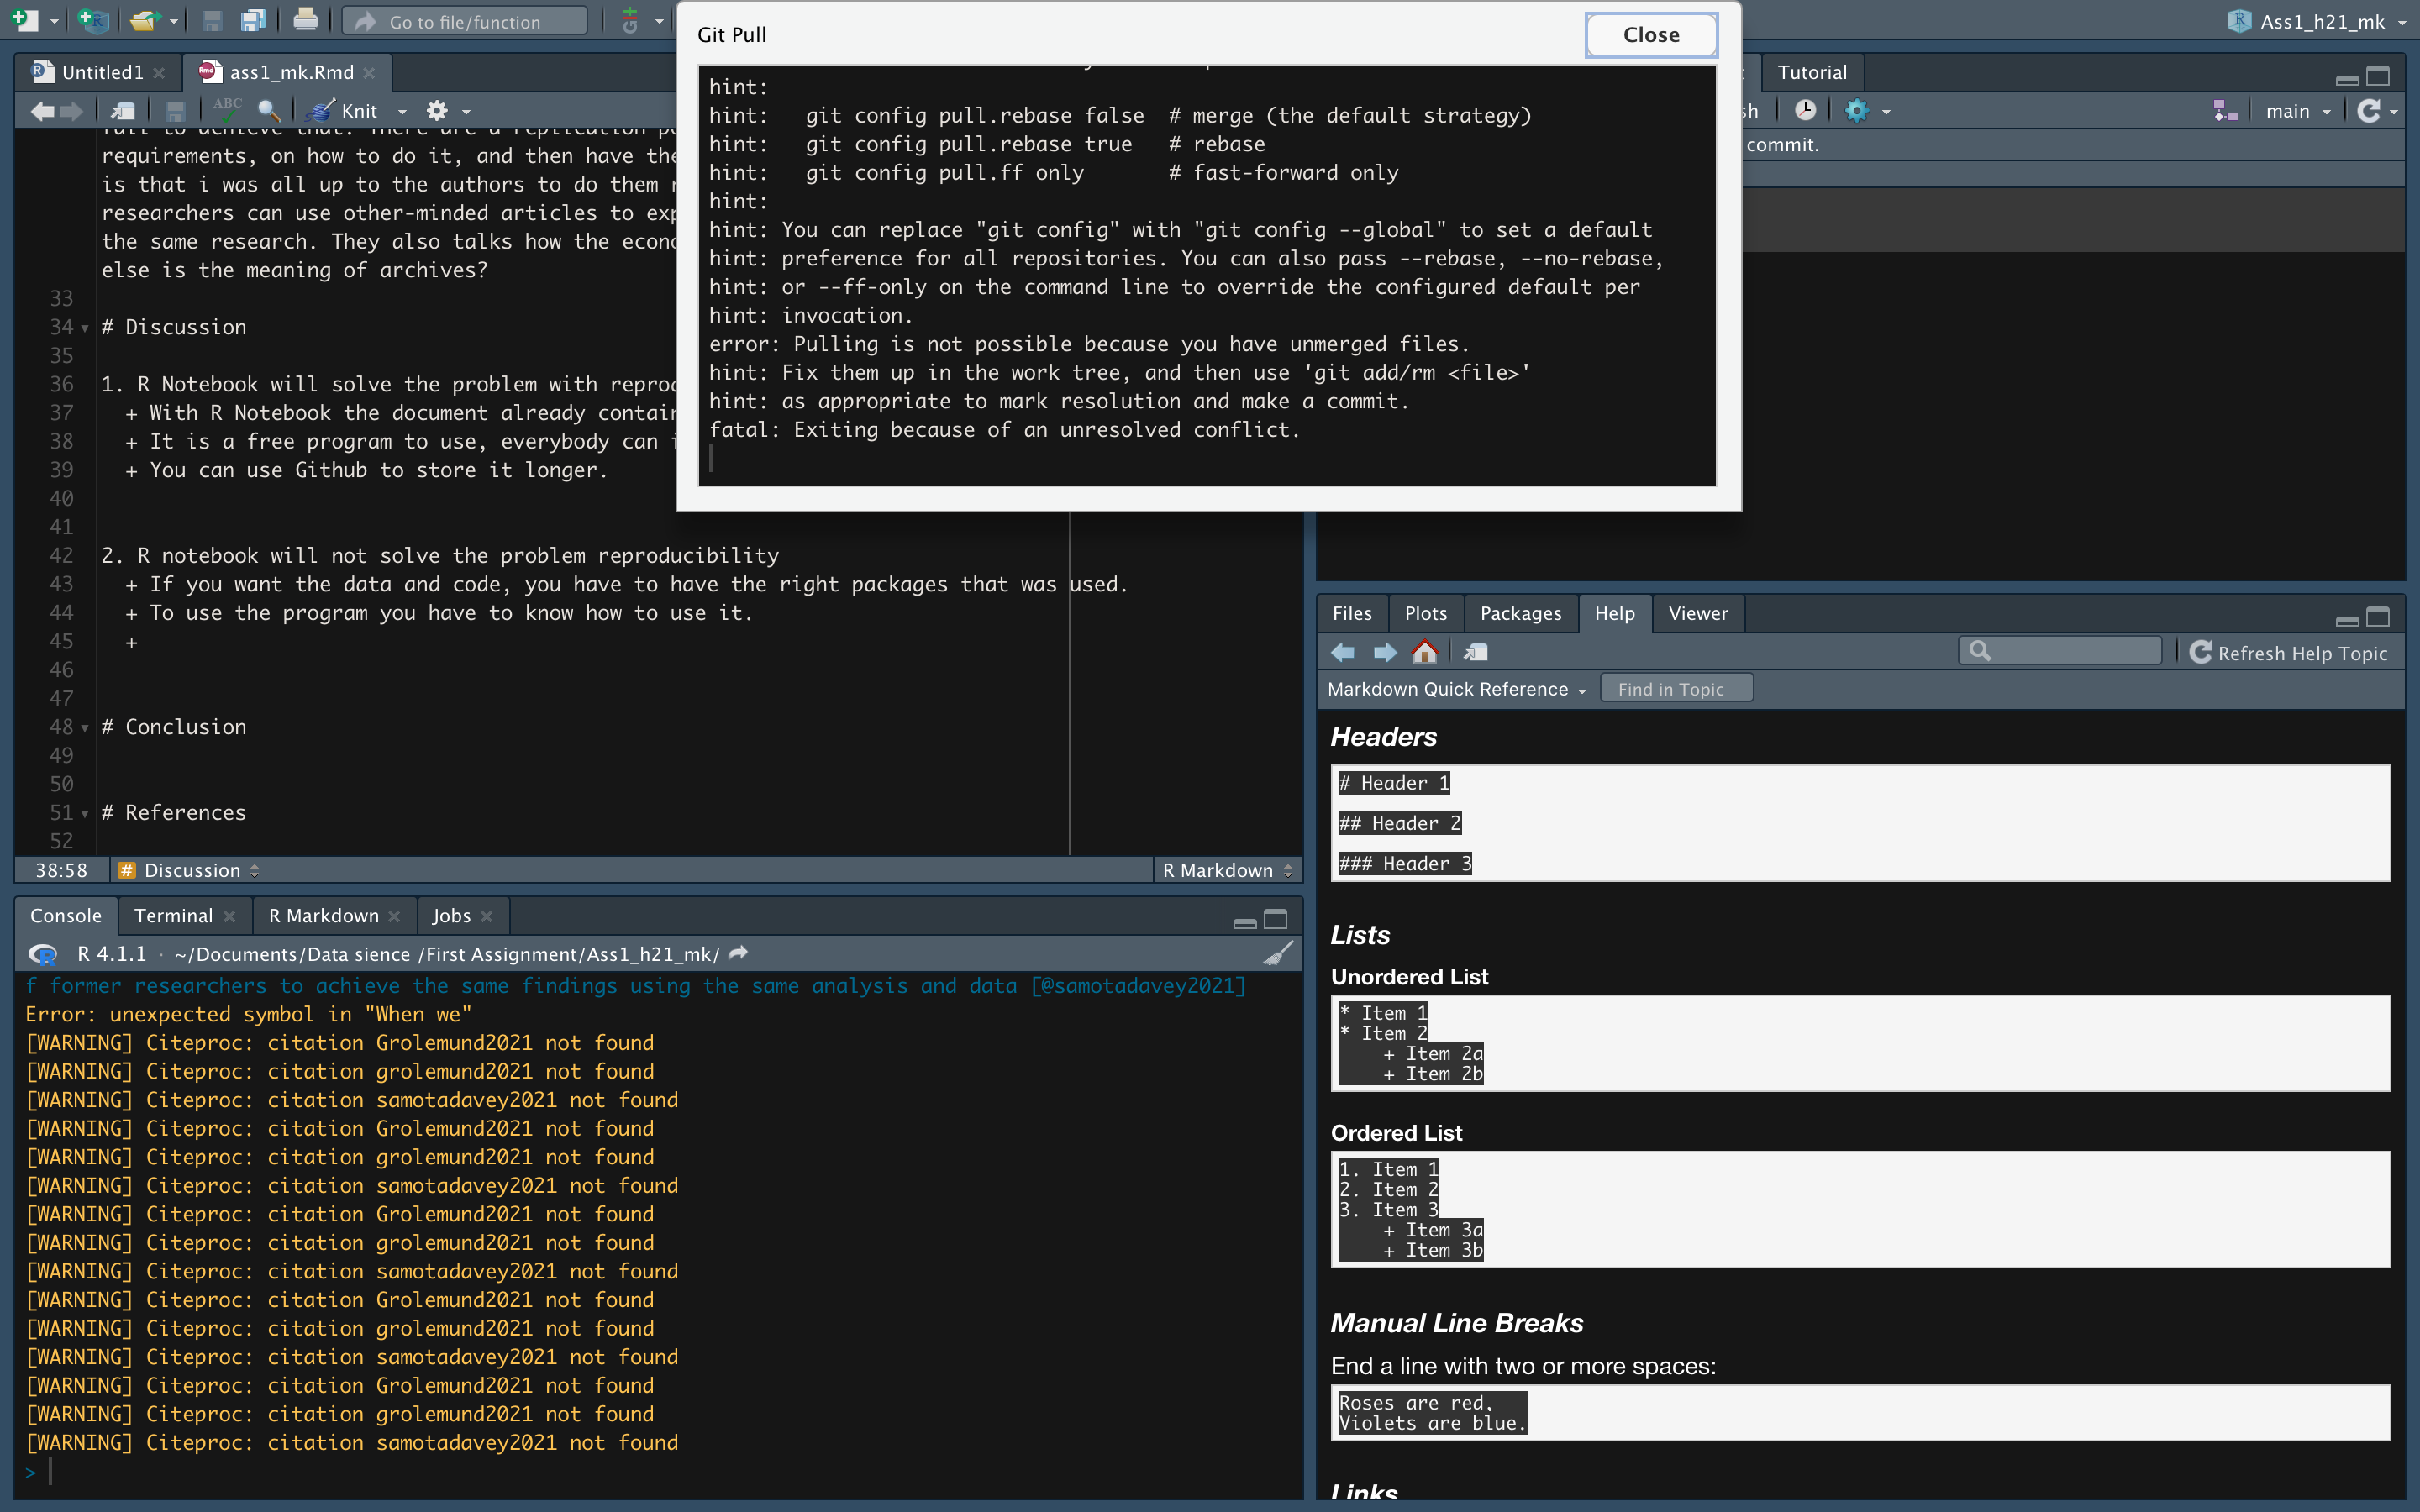 Go to file/function
Git Pull
Close
Ass1_h21_mk
Untitled1
ass1_mk.Rmd
Tutorial
ABC
Knit
sh
main
commit.
requirements, on how to do it, and then have the
is that i was all up to the authors to do them
researchers can use other-minded articles to exp
the same research. They also talks how the econo
else is the meaning of archives?
33
34 # Discussion
35
36 1. R Notebook will solve the problem with reproduc
37 + With R Notebook the document already contain
38 + It is a free program to use, everybody can i
39 + You can use Github to store it longer.
40
41
42 2. R notebook will not solve the problem reproducibility
43 + If you want the data and code, you have to have the right packages that was used.
44 + To use the program you have to know how to use it.
45 +
46
47
48 # Conclusion
49
50
51 # References
52
38:58 # Discussion R Markdown
hint:
hint:   git config pull.rebase false  # merge (the default strategy)
hint:   git config pull.rebase true   # rebase
hint:   git config pull.ff only       # fast-forward only
hint:
hint: You can replace "git config" with "git config --global" to set a default
hint: preference for all repositories. You can also pass --rebase, --no-rebase,
hint: or --ff-only on the command line to override the configured default per
hint: invocation.
error: Pulling is not possible because you have unmerged files.
hint: Fix them up in the work tree, and then use 'git add/rm <file>'
hint: as appropriate to mark resolution and make a commit.
fatal: Exiting because of an unresolved conflict.
Console Terminal R Markdown Jobs
R 4.1.1 · ~/Documents/Data sience /First Assignment/Ass1_h21_mk/
f former researchers to achieve the same findings using the same analysis and data [@samotadavey2021]
Error: unexpected symbol in "When we"
[WARNING] Citeproc: citation Grolemund2021 not found
[WARNING] Citeproc: citation grolemund2021 not found
[WARNING] Citeproc: citation samotadavey2021 not found
[WARNING] Citeproc: citation Grolemund2021 not found
[WARNING] Citeproc: citation grolemund2021 not found
[WARNING] Citeproc: citation samotadavey2021 not found
[WARNING] Citeproc: citation Grolemund2021 not found
[WARNING] Citeproc: citation grolemund2021 not found
[WARNING] Citeproc: citation samotadavey2021 not found
[WARNING] Citeproc: citation Grolemund2021 not found
[WARNING] Citeproc: citation grolemund2021 not found
[WARNING] Citeproc: citation samotadavey2021 not found
[WARNING] Citeproc: citation Grolemund2021 not found
[WARNING] Citeproc: citation grolemund2021 not found
[WARNING] Citeproc: citation samotadavey2021 not found
>
Files Plots Packages Help Viewer
Refresh Help Topic
Markdown Quick Reference Find in Topic
Headers
# Header 1
## Header 2
### Header 3
Lists
Unordered List
* Item 1
* Item 2
    + Item 2a
    + Item 2b
Ordered List
1. Item 1
2. Item 2
3. Item 3
    + Item 3a
    + Item 3b
Manual Line Breaks
End a line with two or more spaces:
Roses are red,
Violets are blue.
Links